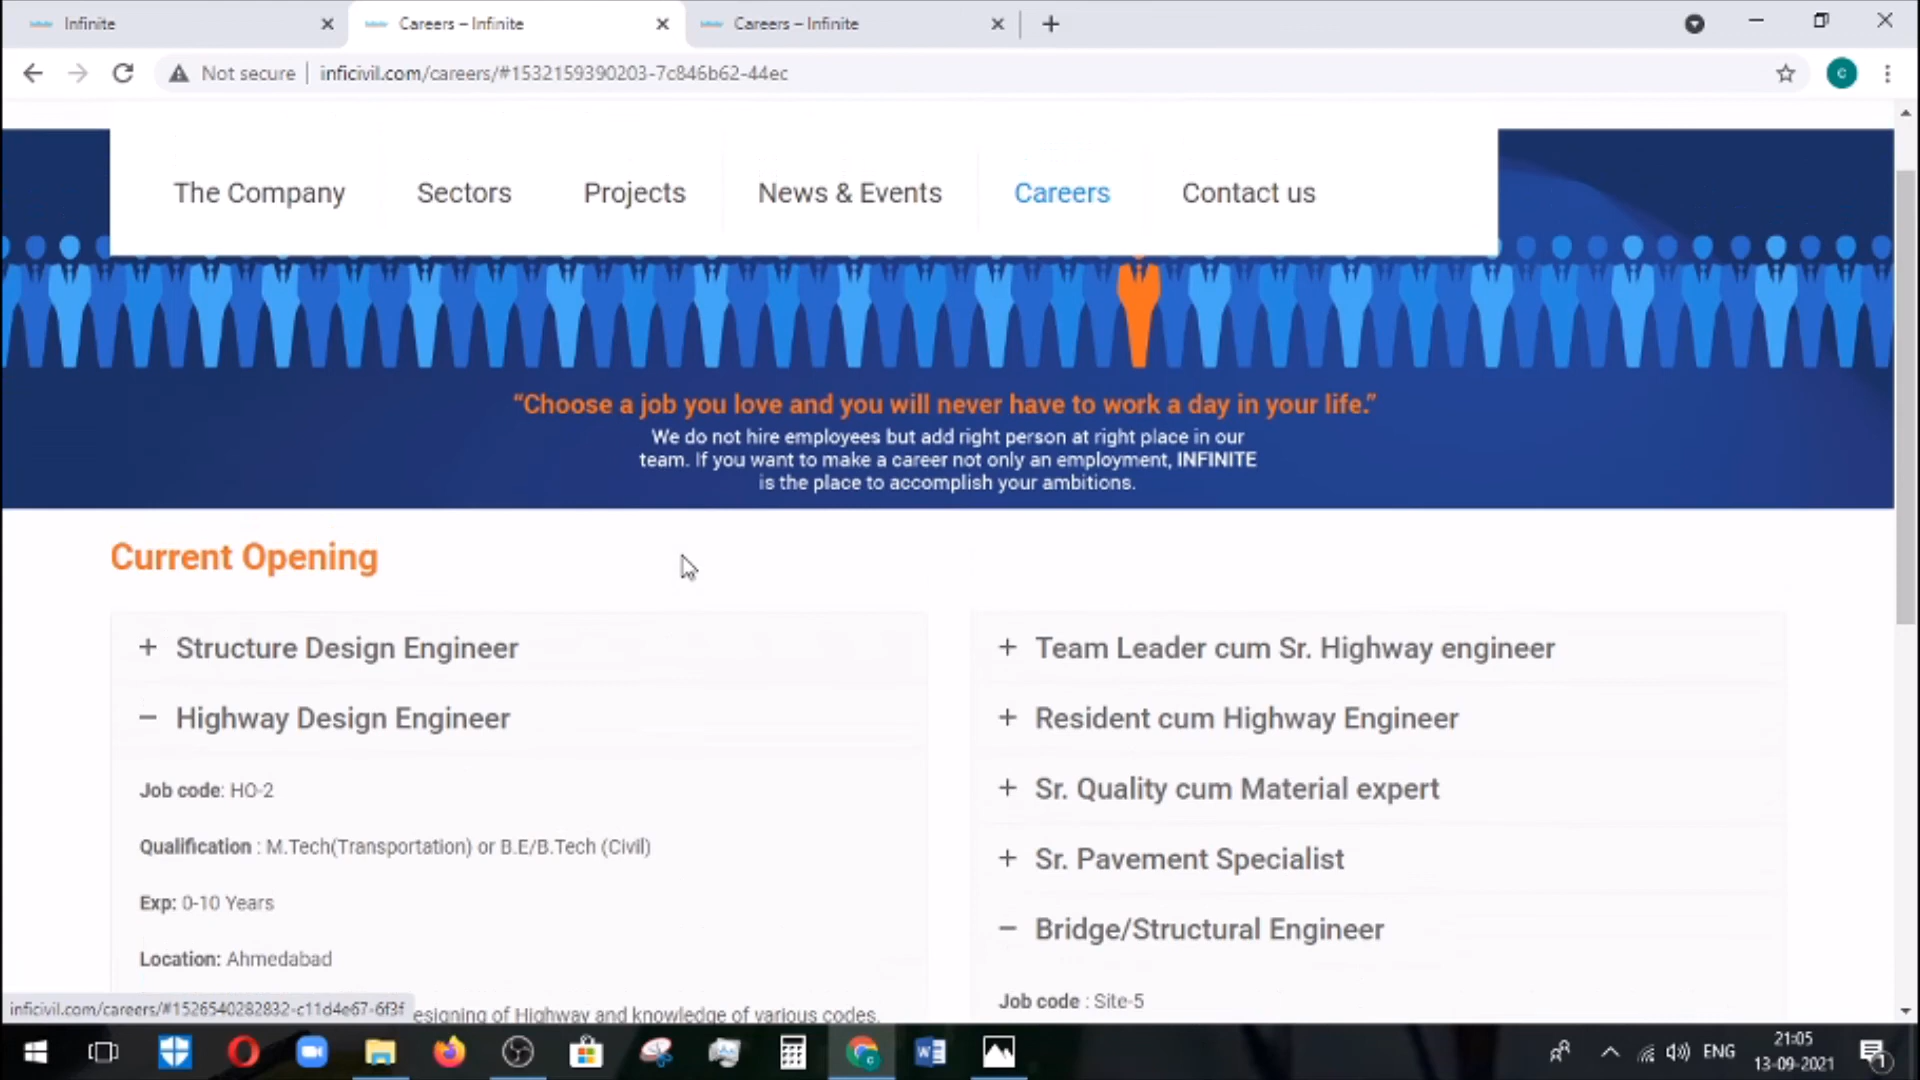 Infinite
Careers – Infinite
Careers – Infinite
Not secure
inficivil.com/careers/#1532159390203-7c846b62-44ec
C
The Company
Sectors
Projects
News & Events
Careers
Contact us
“Choose a job you love and you will never have to work a day in your life.”
We do not hire employees but add right person at right place in our
team. If you want to make a career not only an employment, INFINITE
is the place to accomplish your ambitions.
Current Opening
+ Structure Design Engineer
− Highway Design Engineer
Job code: HO-2
Qualification : M.Tech(Transportation) or B.E/B.Tech (Civil)
Exp: 0-10 Years
Location: Ahmedabad
esigning of Highway and knowledge of various codes.
+ Team Leader cum Sr. Highway engineer
+ Resident cum Highway Engineer
+ Sr. Quality cum Material expert
+ Sr. Pavement Specialist
− Bridge/Structural Engineer
Job code : Site-5
inficivil.com/careers/#1526540282832-c11d4e67-6f3f
ENG
21:05
13-09-2021
1